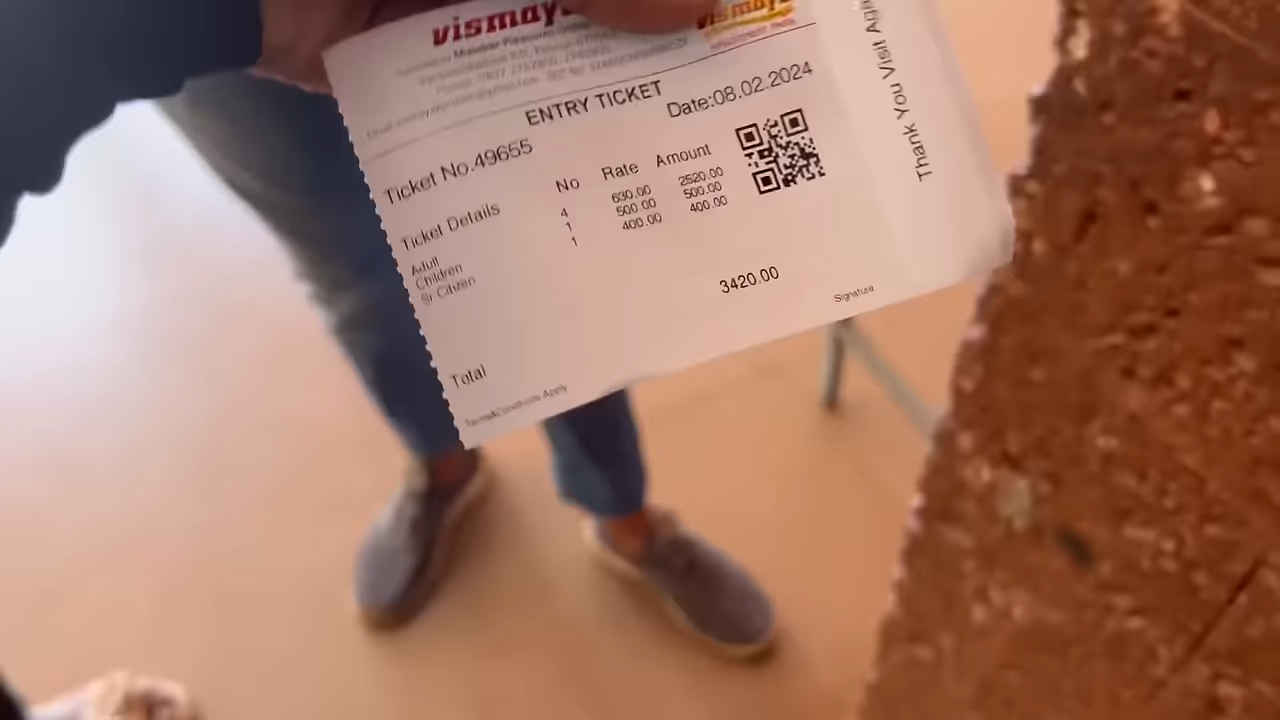 vismaya
vismaya
ENTRY TICKET
Ticket No.49655
Date:08.02.2024
Ticket Details No Rate Amount
Adult 4 630.00 2520.00
Children 1 500.00 500.00
Sr Citizen 1 400.00 400.00
Total 3420.00
Terms&Conditions Apply
Signature
Thank You Visit Aga